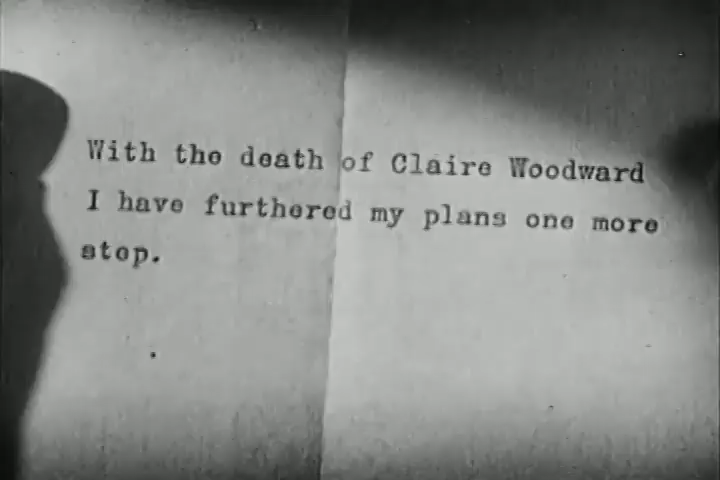 With the death of Claire Woodward
I have furthered my plans one more
step.